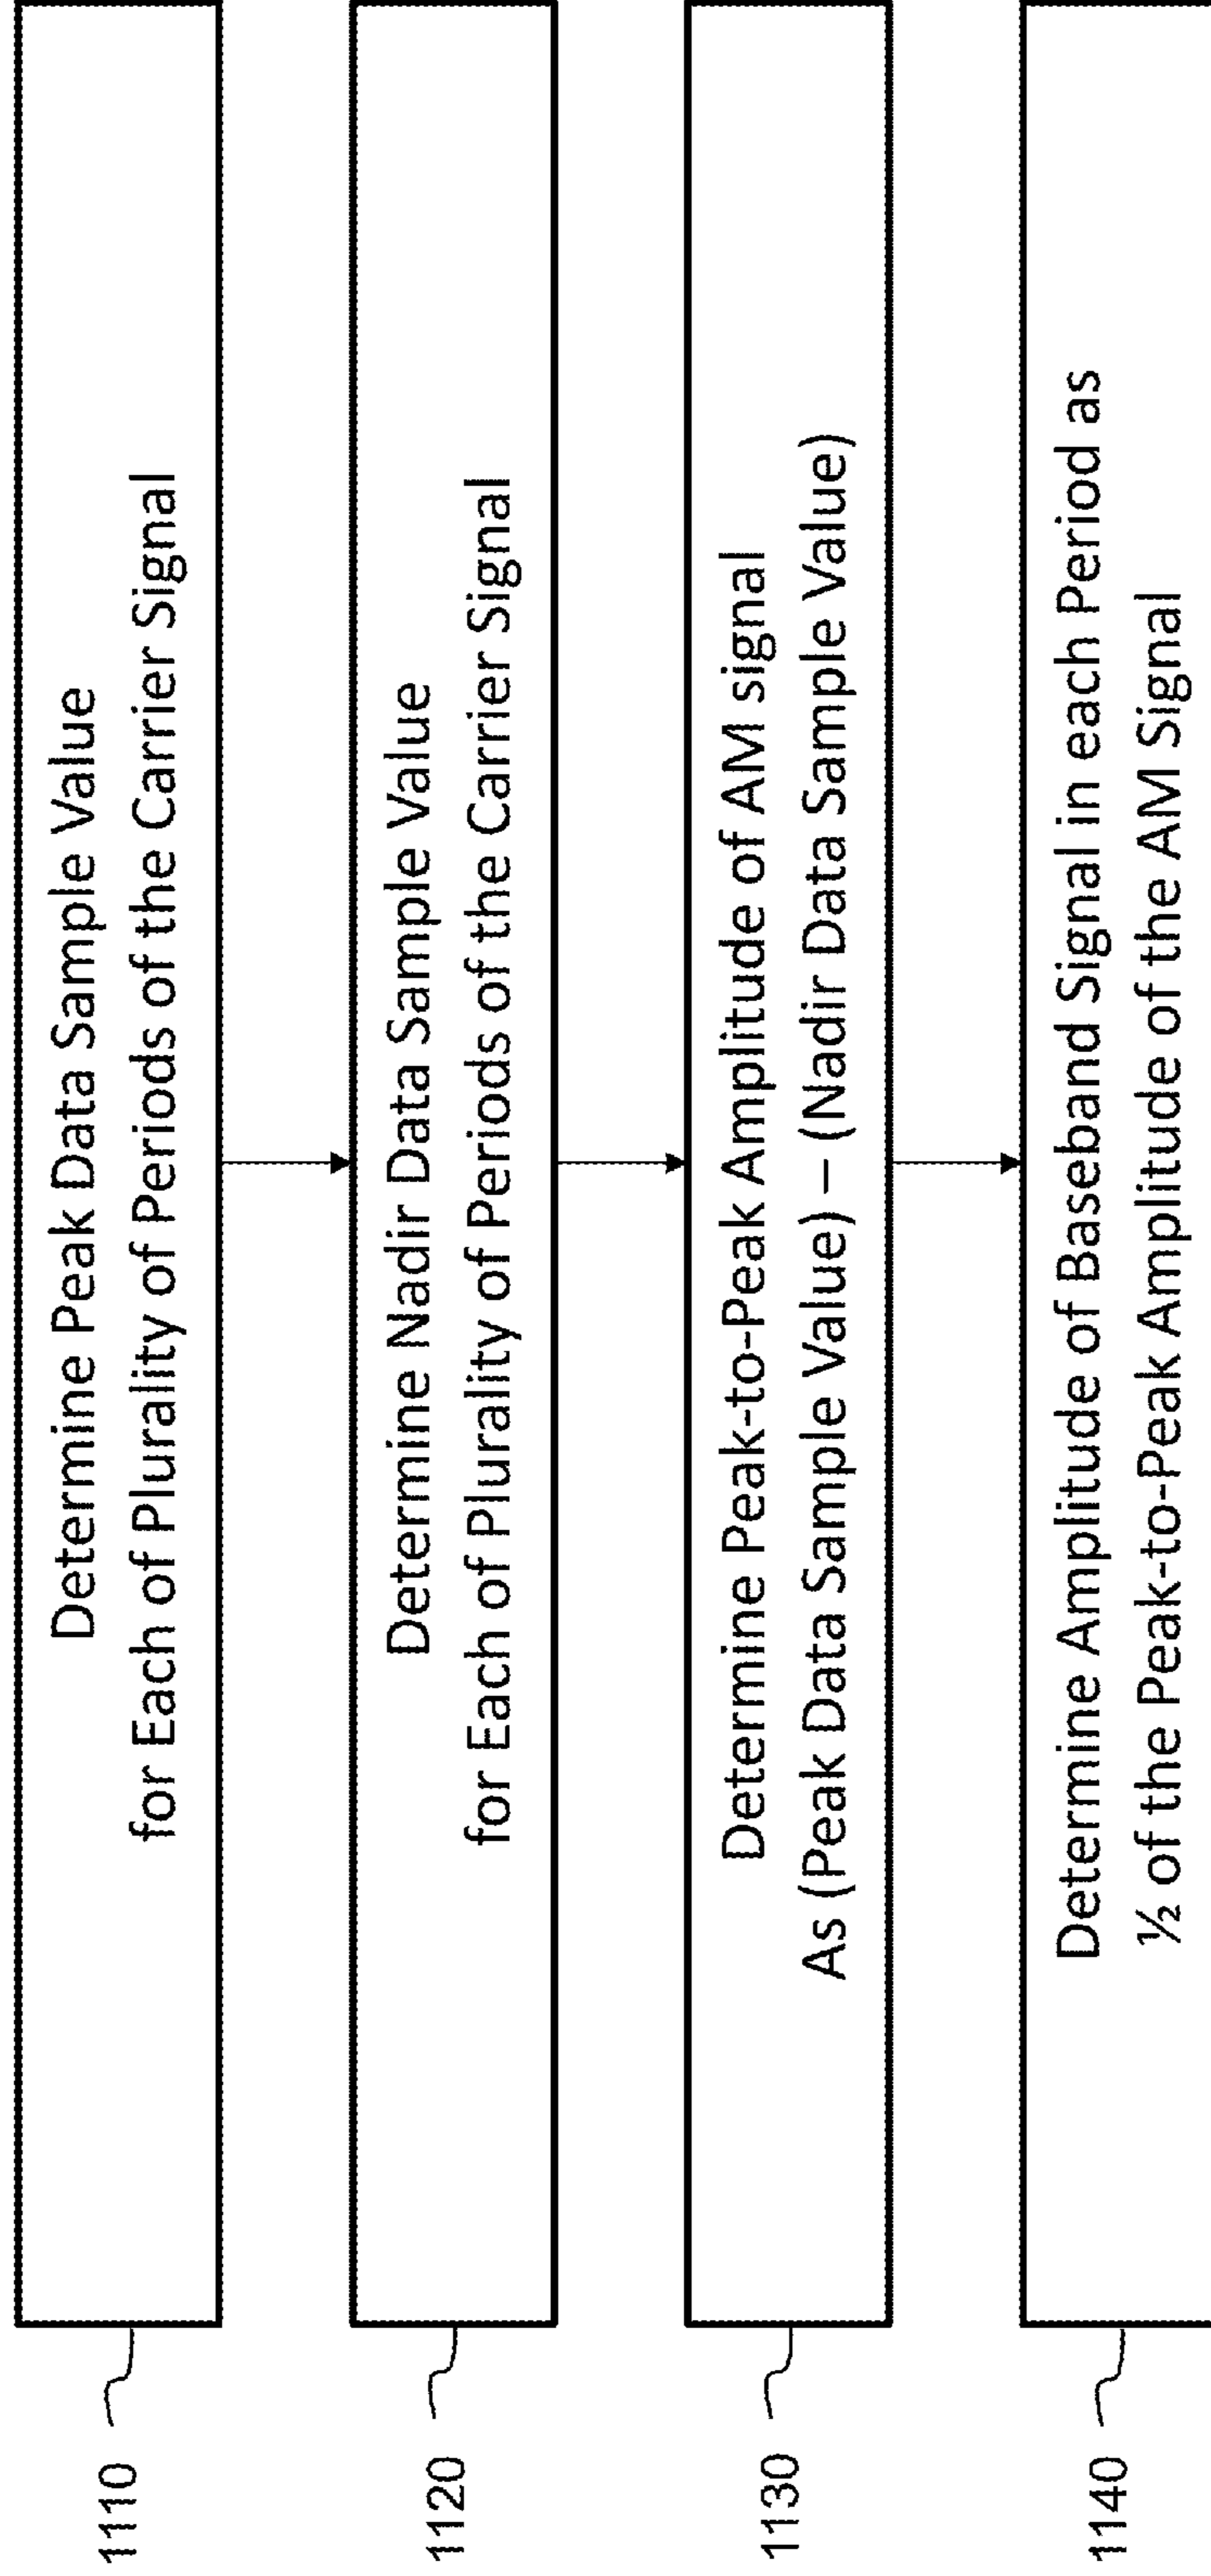 1110
Determine Peak Data Sample Value
for Each of Plurality of Periods of the Carrier Signal
1120
Determine Nadir Data Sample Value
for Each of Plurality of Periods of the Carrier Signal
1130
Determine Peak-to-Peak Amplitude of AM signal
As (Peak Data Sample Value) – (Nadir Data Sample Value)
1140
Determine Amplitude of Baseband Signal in each Period as
½ of the Peak-to-Peak Amplitude of the AM Signal